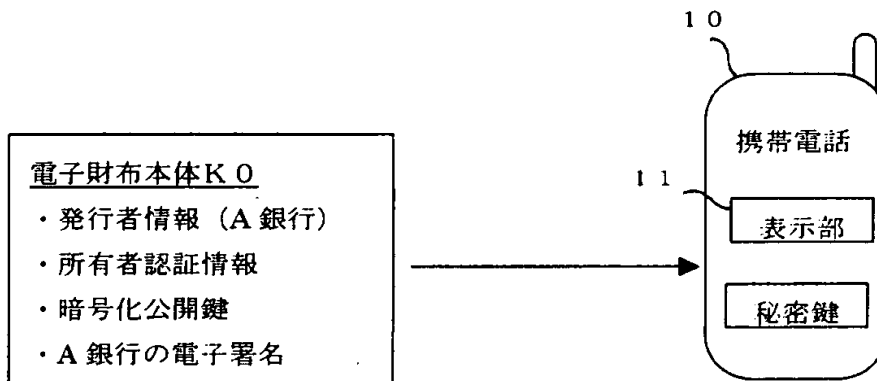 電子財布本体K0
・発行者情報（A銀行）
・所有者認証情報
・暗号化公開鍵
・A銀行の電子署名
10
携帯電話
11
表示部
秘密鍵